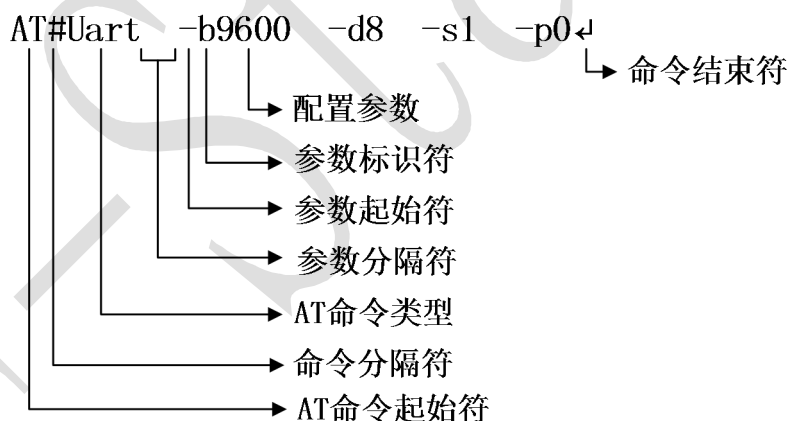 AT#Uart -b9600 -d8 -s1 -p0↲
命令结束符
配置参数
参数标识符
参数起始符
参数分隔符
AT命令类型
命令分隔符
AT命令起始符